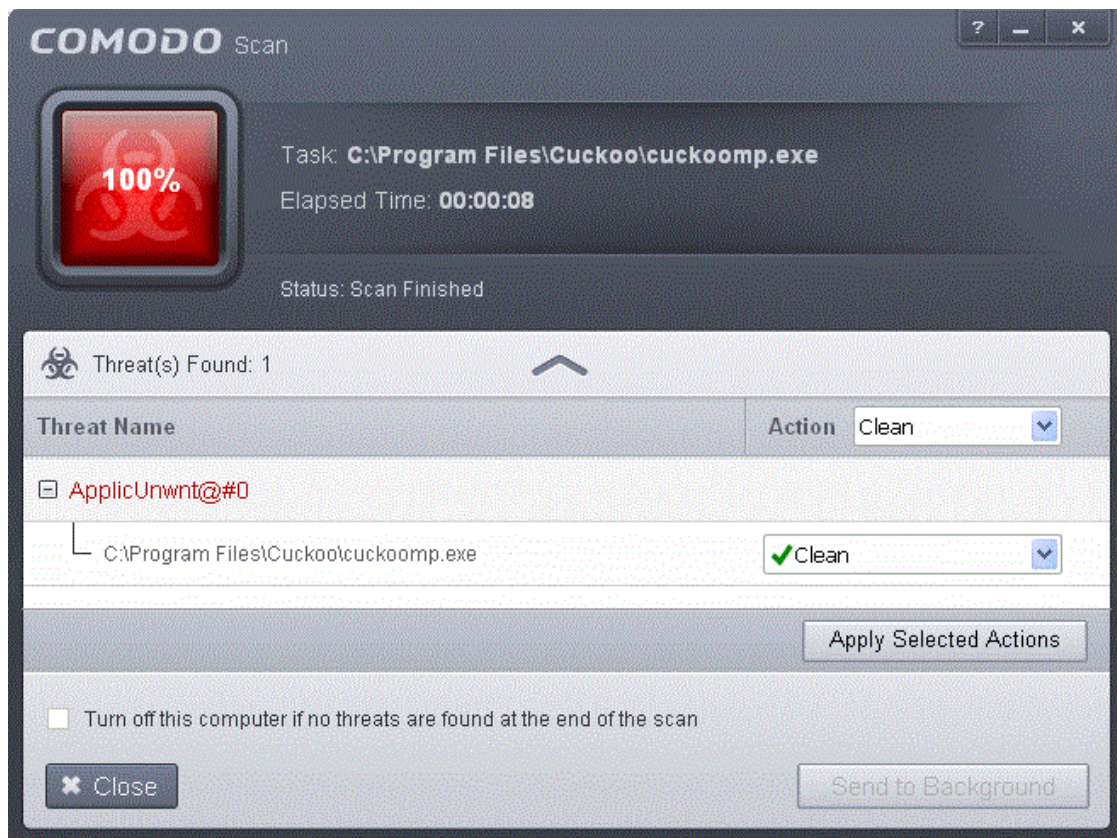 COMODO Scan
?
100%
Task: C:\Program Files\Cuckoo\cuckoomp.exe
Elapsed Time: 00:00:08
Status: Scan Finished
Threat(s) Found: 1
Threat Name Action Clean
ApplicUnwnt@#0
C:\Program Files\Cuckoo\cuckoomp.exe Clean
Apply Selected Actions
Turn off this computer if no threats are found at the end of the scan
Close Send to Background